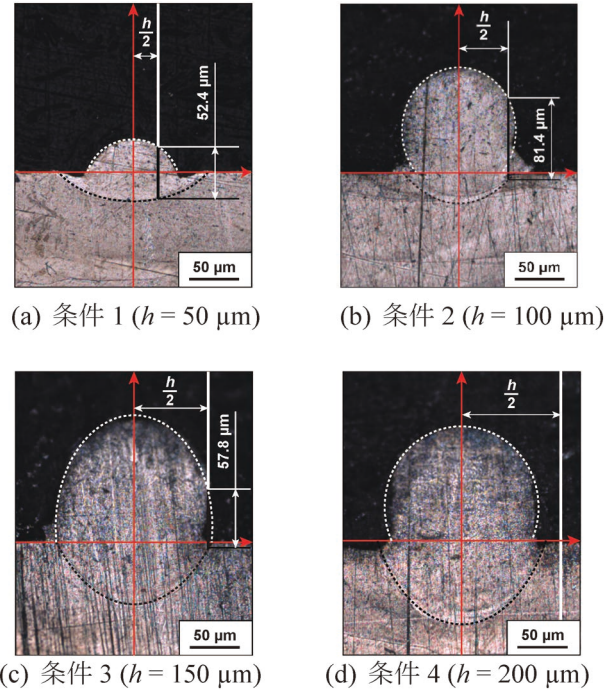 h
2
52.4 µm
50 µm
(a) 条件 1 (h = 50 µm)
h
2
81.4 µm
50 µm
(b) 条件 2 (h = 100 µm)
h
2
57.8 µm
50 µm
(c) 条件 3 (h = 150 µm)
h
2
50 µm
(d) 条件 4 (h = 200 µm)